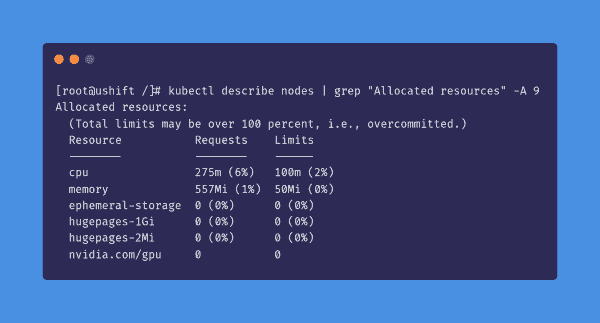 [root@ushift /]# kubectl describe nodes | grep "Allocated resources" -A 9
Allocated resources:
  (Total limits may be over 100 percent, i.e., overcommitted.)
  Resource           Requests    Limits
  --------           --------    ------
  cpu                275m (6%)   100m (2%)
  memory             557Mi (1%)  50Mi (0%)
  ephemeral-storage  0 (0%)      0 (0%)
  hugepages-1Gi      0 (0%)      0 (0%)
  hugepages-2Mi      0 (0%)      0 (0%)
  nvidia.com/gpu     0           0